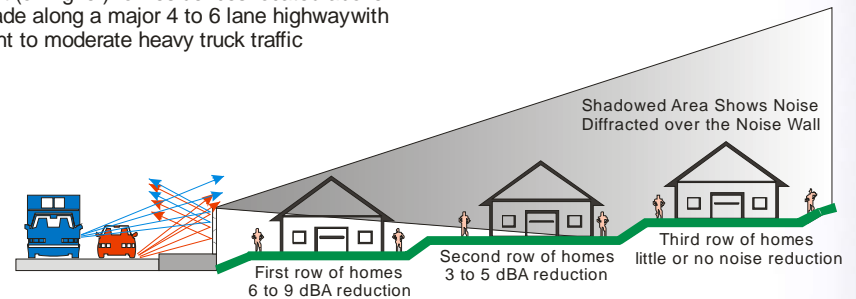 ade along a major 4 to 6 lane highwaywith
nt to moderate heavy truck traffic
Shadowed Area Shows Noise
Diffracted over the Noise Wall
First row of homes
6 to 9 dBA reduction
Second row of homes
3 to 5 dBA reduction
Third row of homes
little or no noise reduction